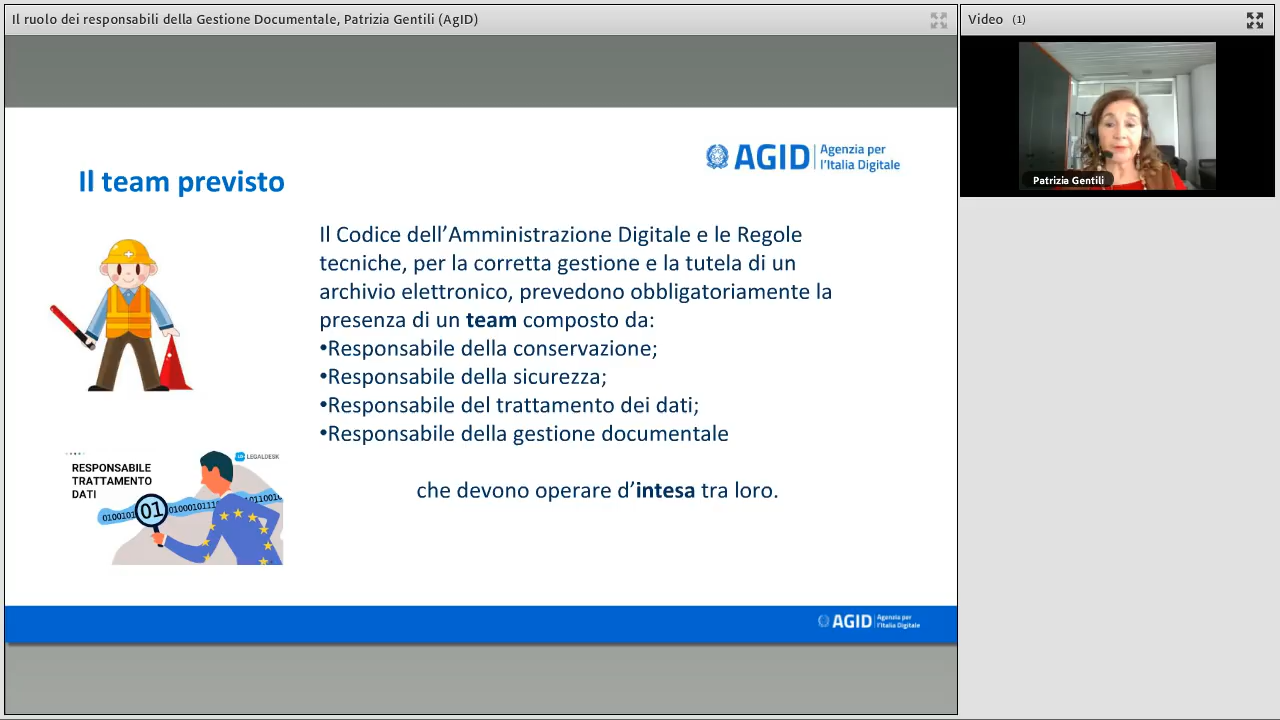 Il ruolo dei responsabili della Gestione Documentale, Patrizia Gentili (AgID)
Video (1)
Patrizia Gentili
AGID Agenzia per
l'Italia Digitale
Il team previsto
Il Codice dell’Amministrazione Digitale e le Regole
tecniche, per la corretta gestione e la tutela di un
archivio elettronico, prevedono obbligatoriamente la
presenza di un team composto da:
•Responsabile della conservazione;
•Responsabile della sicurezza;
•Responsabile del trattamento dei dati;
•Responsabile della gestione documentale
che devono operare d’intesa tra loro.
LEGALDESK
RESPONSABILE
TRATTAMENTO
DATI
01
AGID Agenzia per
l'Italia Digitale